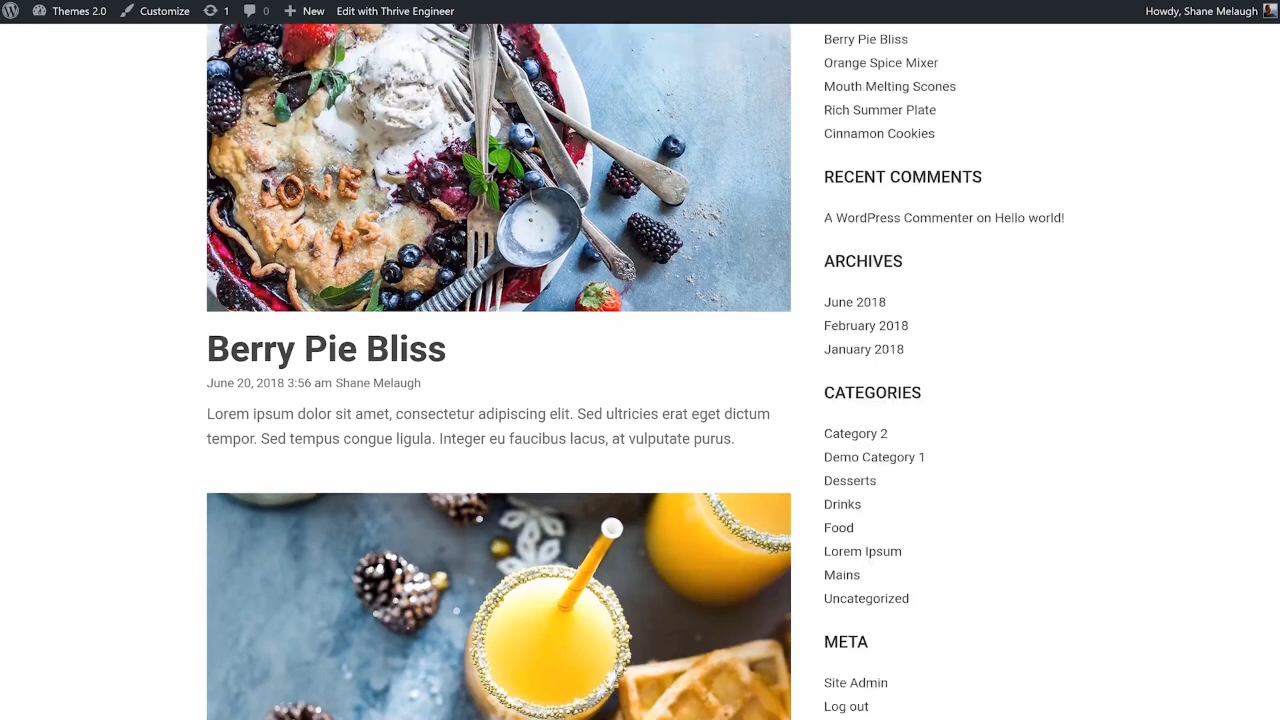 Themes 2.0 Customize 1 0 New Edit with Thrive Engineer Howdy, Shane Melaugh
LOVE
WINS
Berry Pie Bliss
June 20, 2018 3:56 am Shane Melaugh
Lorem ipsum dolor sit amet, consectetur adipiscing elit. Sed ultricies erat eget dictum
tempor. Sed tempus congue ligula. Integer eu faucibus lacus, at vulputate purus.
Berry Pie Bliss
Orange Spice Mixer
Mouth Melting Scones
Rich Summer Plate
Cinnamon Cookies
RECENT COMMENTS
A WordPress Commenter on Hello world!
ARCHIVES
June 2018
February 2018
January 2018
CATEGORIES
Category 2
Demo Category 1
Desserts
Drinks
Food
Lorem Ipsum
Mains
Uncategorized
META
Site Admin
Log out